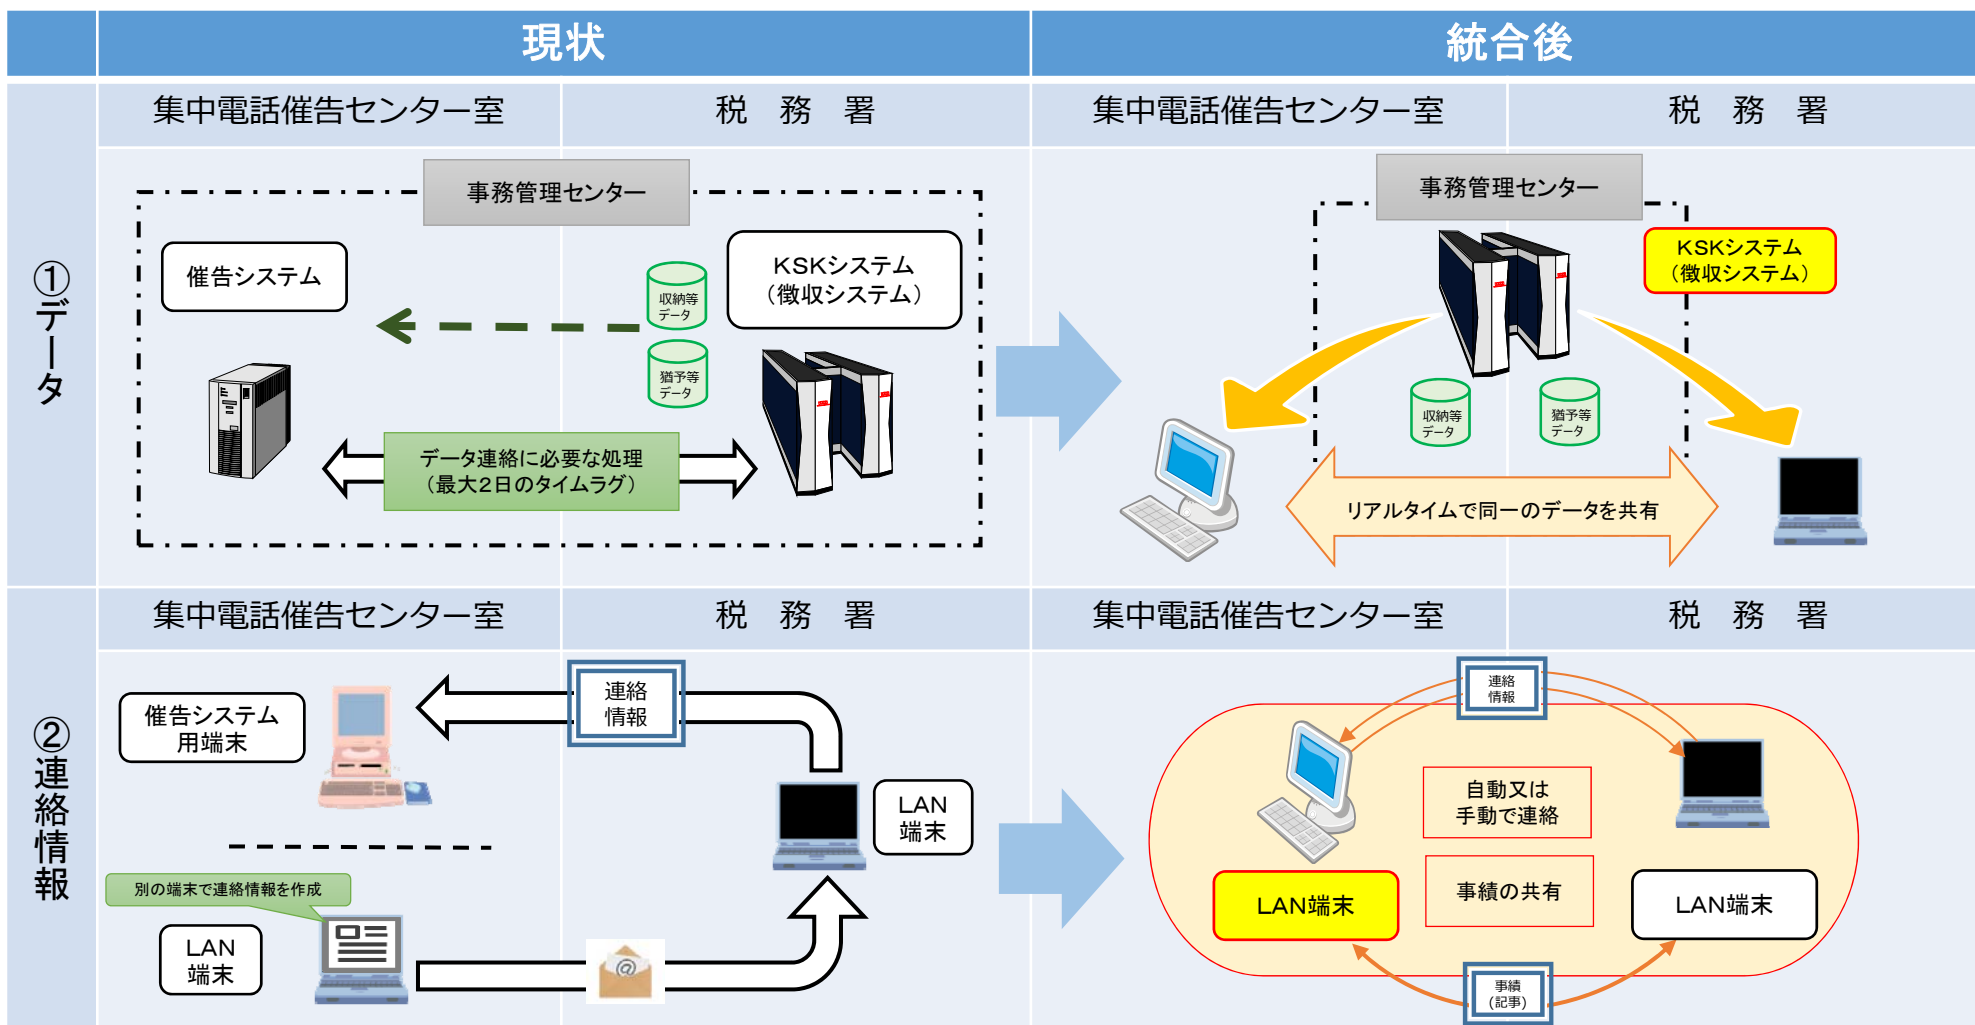 現状
統合後
①データ
集中電話催告センター室
税　務　署
集中電話催告センター室
税　務　署
事務管理センター
催告システム
収納等
データ
猶予等
データ
KSKシステム
（徴収システム）
データ連絡に必要な処理
（最大２日のタイムラグ）
事務管理センター
KSKシステム
（徴収システム）
収納等
データ
猶予等
データ
リアルタイムで同一のデータを共有
②連絡情報
集中電話催告センター室
税　務　署
集中電話催告センター室
税　務　署
催告システム
用端末
連絡
情報
LAN
端末
別の端末で連絡情報を作成
LAN
端末
@
連絡
情報
自動又は
手動で連絡
事績の共有
LAN端末
LAN端末
事績
(記事)